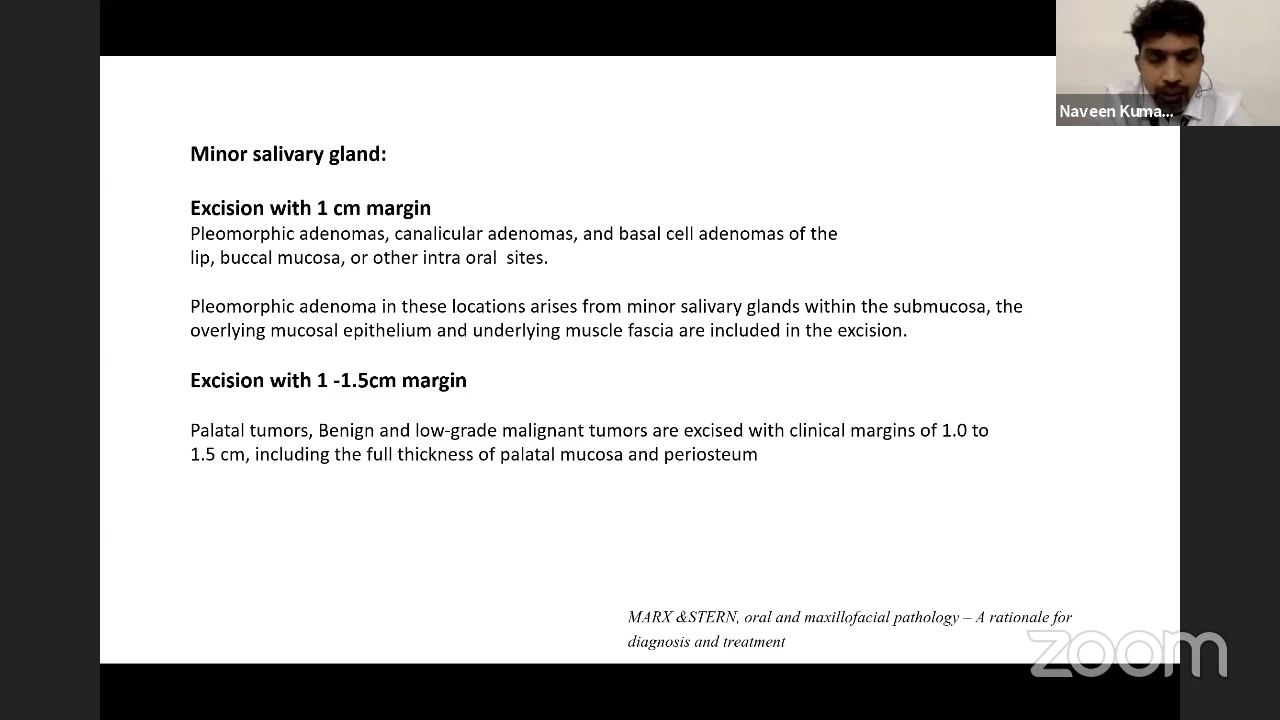 Naveen Kuma...
Minor salivary gland:
Excision with 1 cm margin
Pleomorphic adenomas, canalicular adenomas, and basal cell adenomas of the
lip, buccal mucosa, or other intra oral sites.
Pleomorphic adenoma in these locations arises from minor salivary glands within the submucosa, the
overlying mucosal epithelium and underlying muscle fascia are included in the excision.
Excision with 1 -1.5cm margin
Palatal tumors, Benign and low-grade malignant tumors are excised with clinical margins of 1.0 to
1.5 cm, including the full thickness of palatal mucosa and periosteum
MARX &STERN, oral and maxillofacial pathology – A rationale for
diagnosis and treatment
zoom